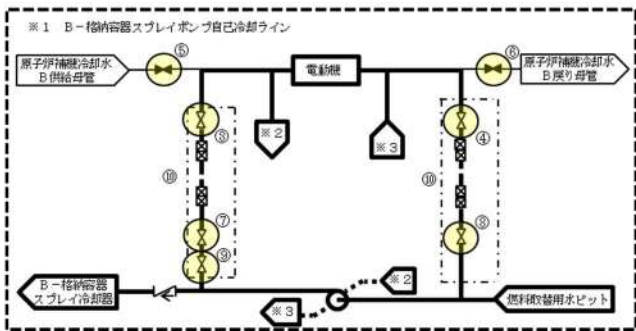 ※1 B-格納容器スプレイポンプ自己冷却ライン
⑤
⑥
原子炉補機冷却水
B供給母管
電動機
原子炉補機冷却水
B戻り母管
③
※2
※3
④
⑩
⑩
⑦
⑧
⑨
B-格納容器
スプレイ冷却器
※2
※3
燃料取替用水ピット